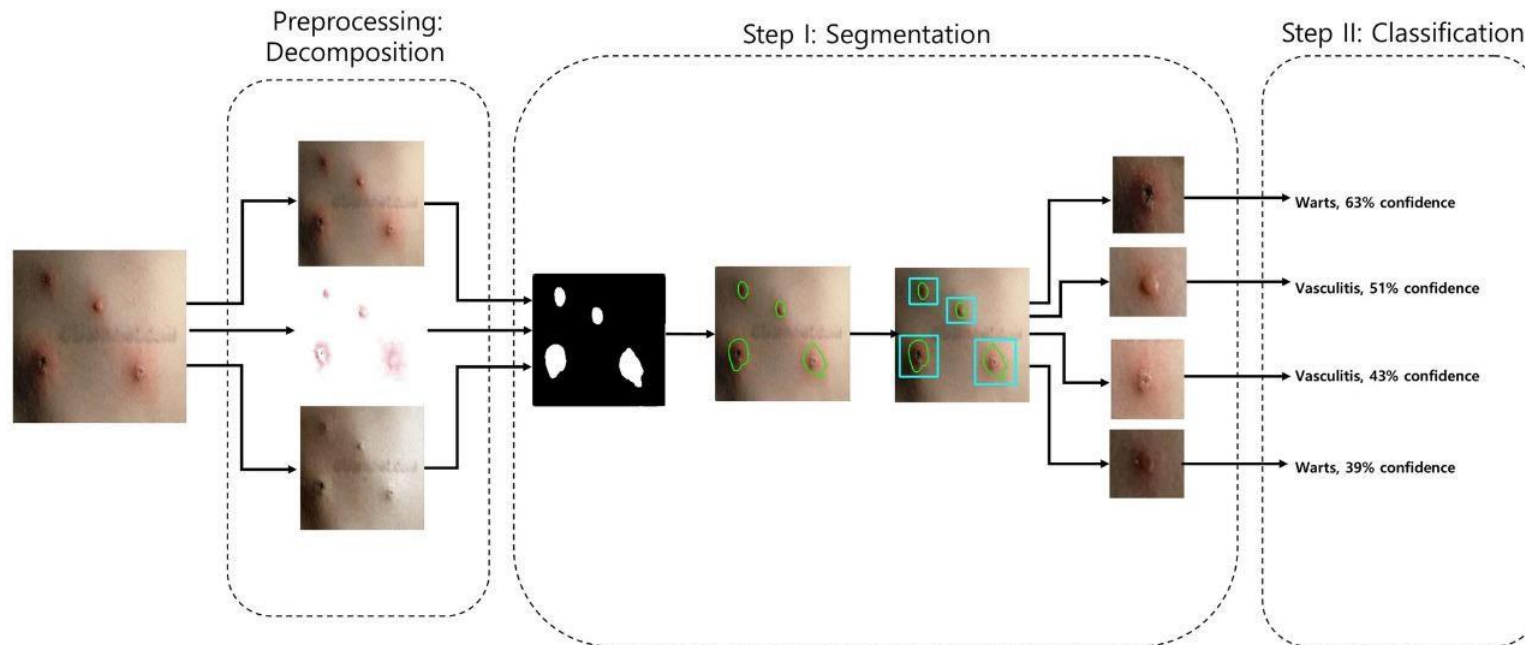 Preprocessing:
Decomposition
Step I: Segmentation
Step II: Classification
Warts, 63% confidence
Vasculitis, 51% confidence
Vasculitis, 43% confidence
Warts, 39% confidence